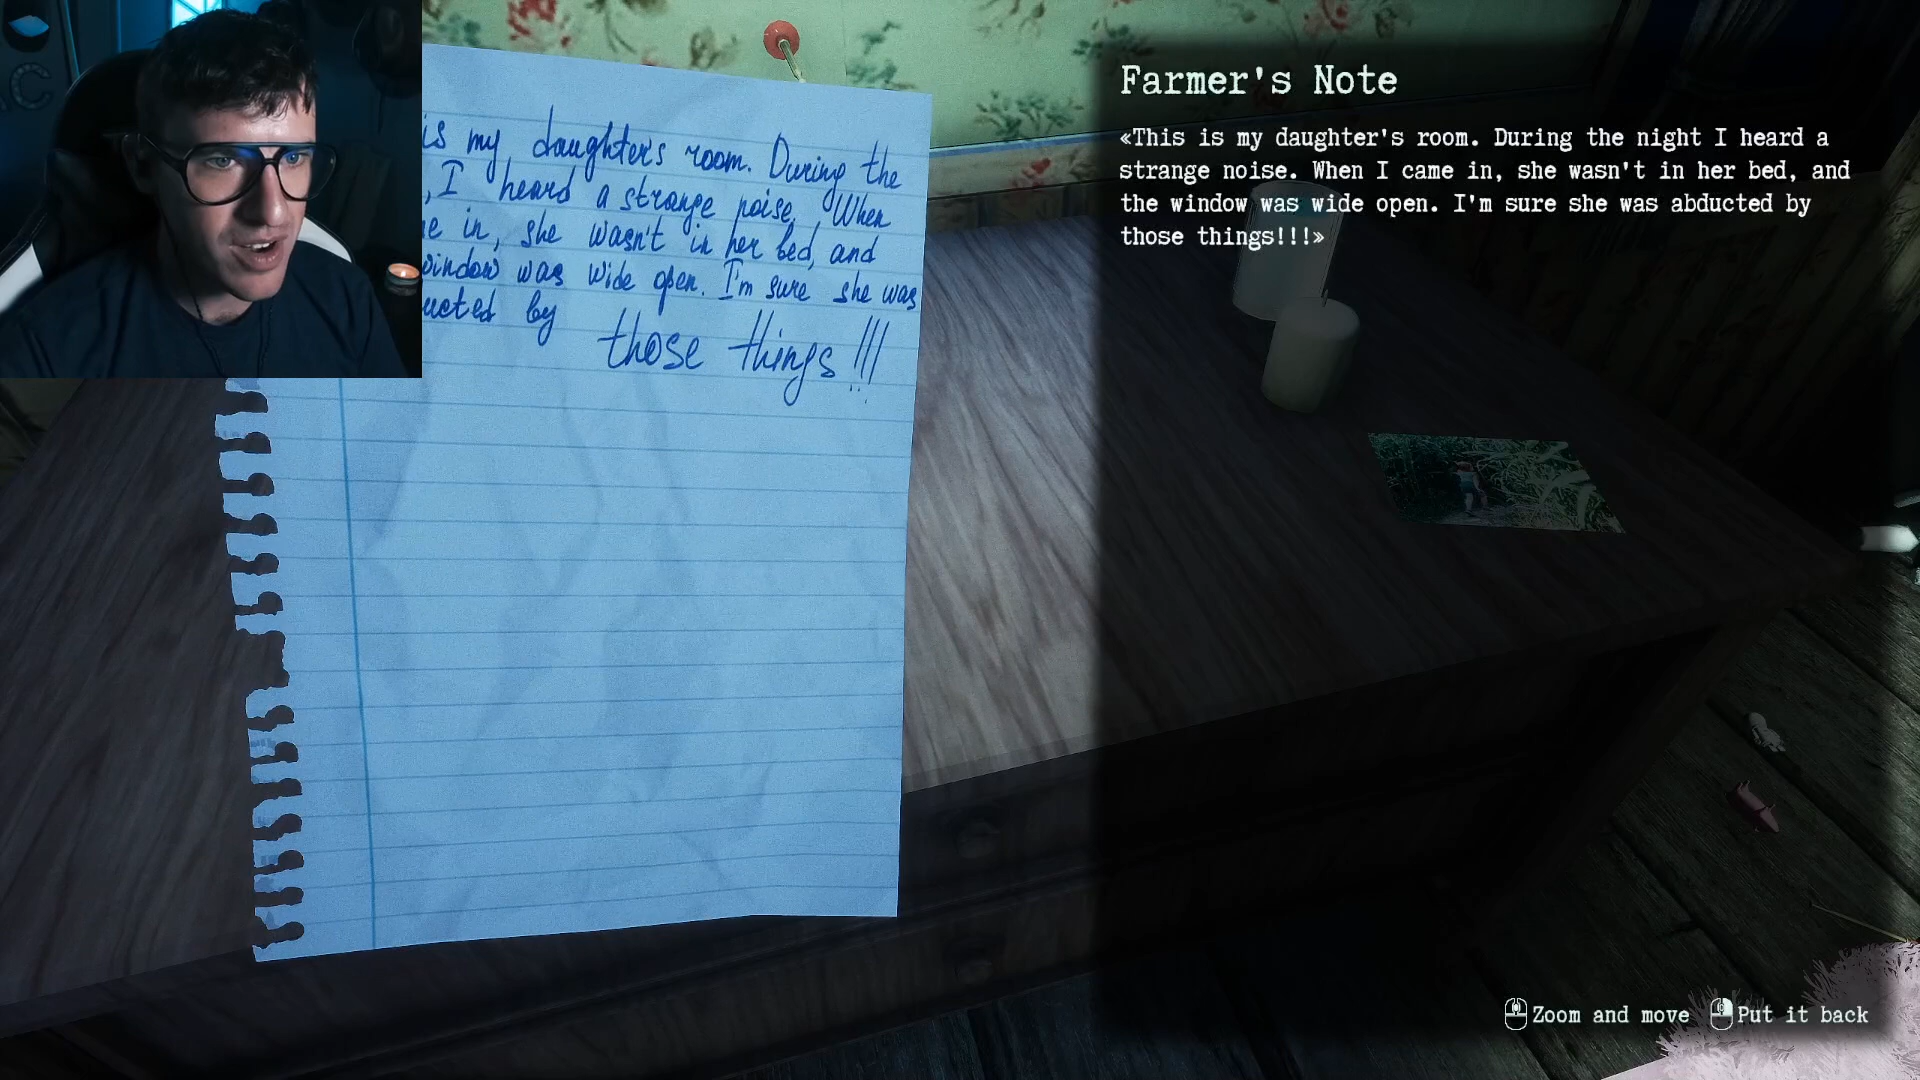 is my daughter's room. During the
, I heard a strange noise. When
e in, she wasn't in her bed, and
window was wide open. I'm sure she was
ucted by those things!!!
Farmer's Note
«This is my daughter's room. During the night I heard a
strange noise. When I came in, she wasn't in her bed, and
the window was wide open. I'm sure she was abducted by
those things!!!»
Zoom and move Put it back